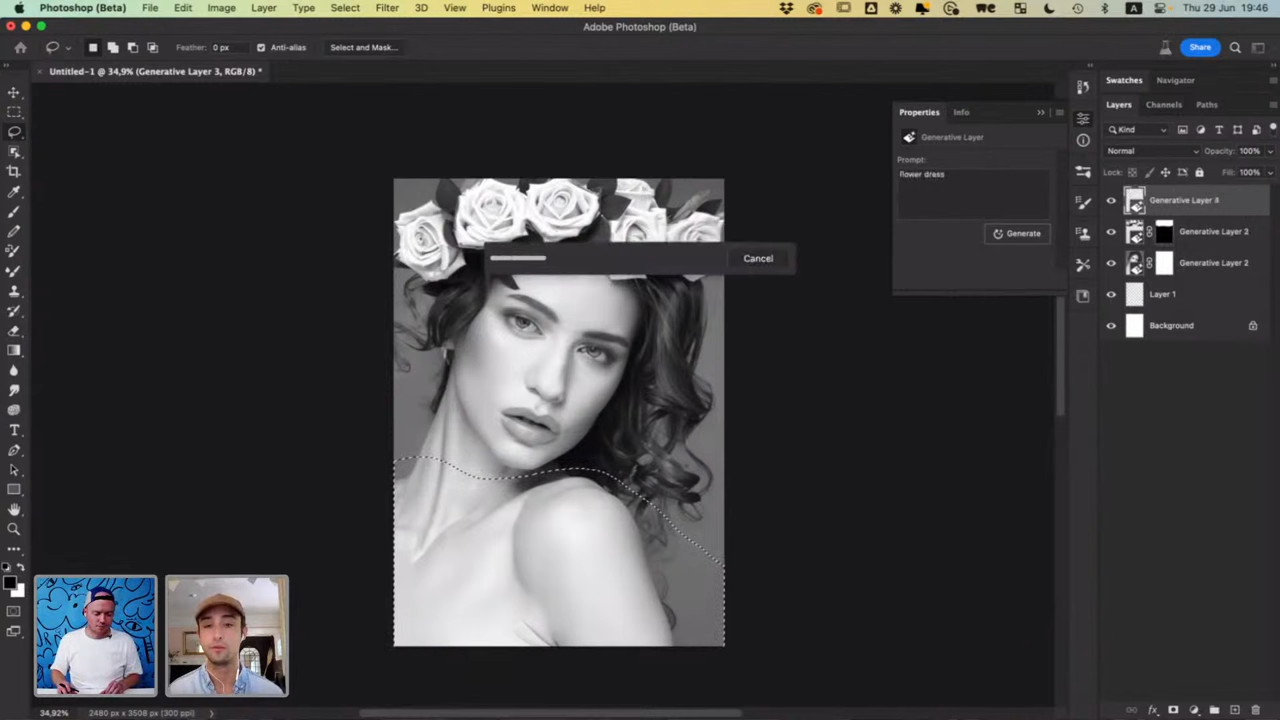 Photoshop (Beta) File Edit Image Layer Type Select Filter 3D View Plugins Window Help A Thu 29 Jun 19:46
Adobe Photoshop (Beta)
Feather: 0 px Anti-alias Select and Mask... Share
Untitled-1 @ 34,9% (Generative Layer 3, RGB/8) *
Swatches Navigator
Layers Channels Paths
Properties Info
Kind
Generative Layer
Normal Opacity: 100%
Prompt:
flower dress
Lock: Fill: 100%
Generative Layer 3
Generate
Generative Layer 2
Cancel
Generative Layer 2
Layer 1
Background
34,92% 2480 px x 3508 px (300 ppi)